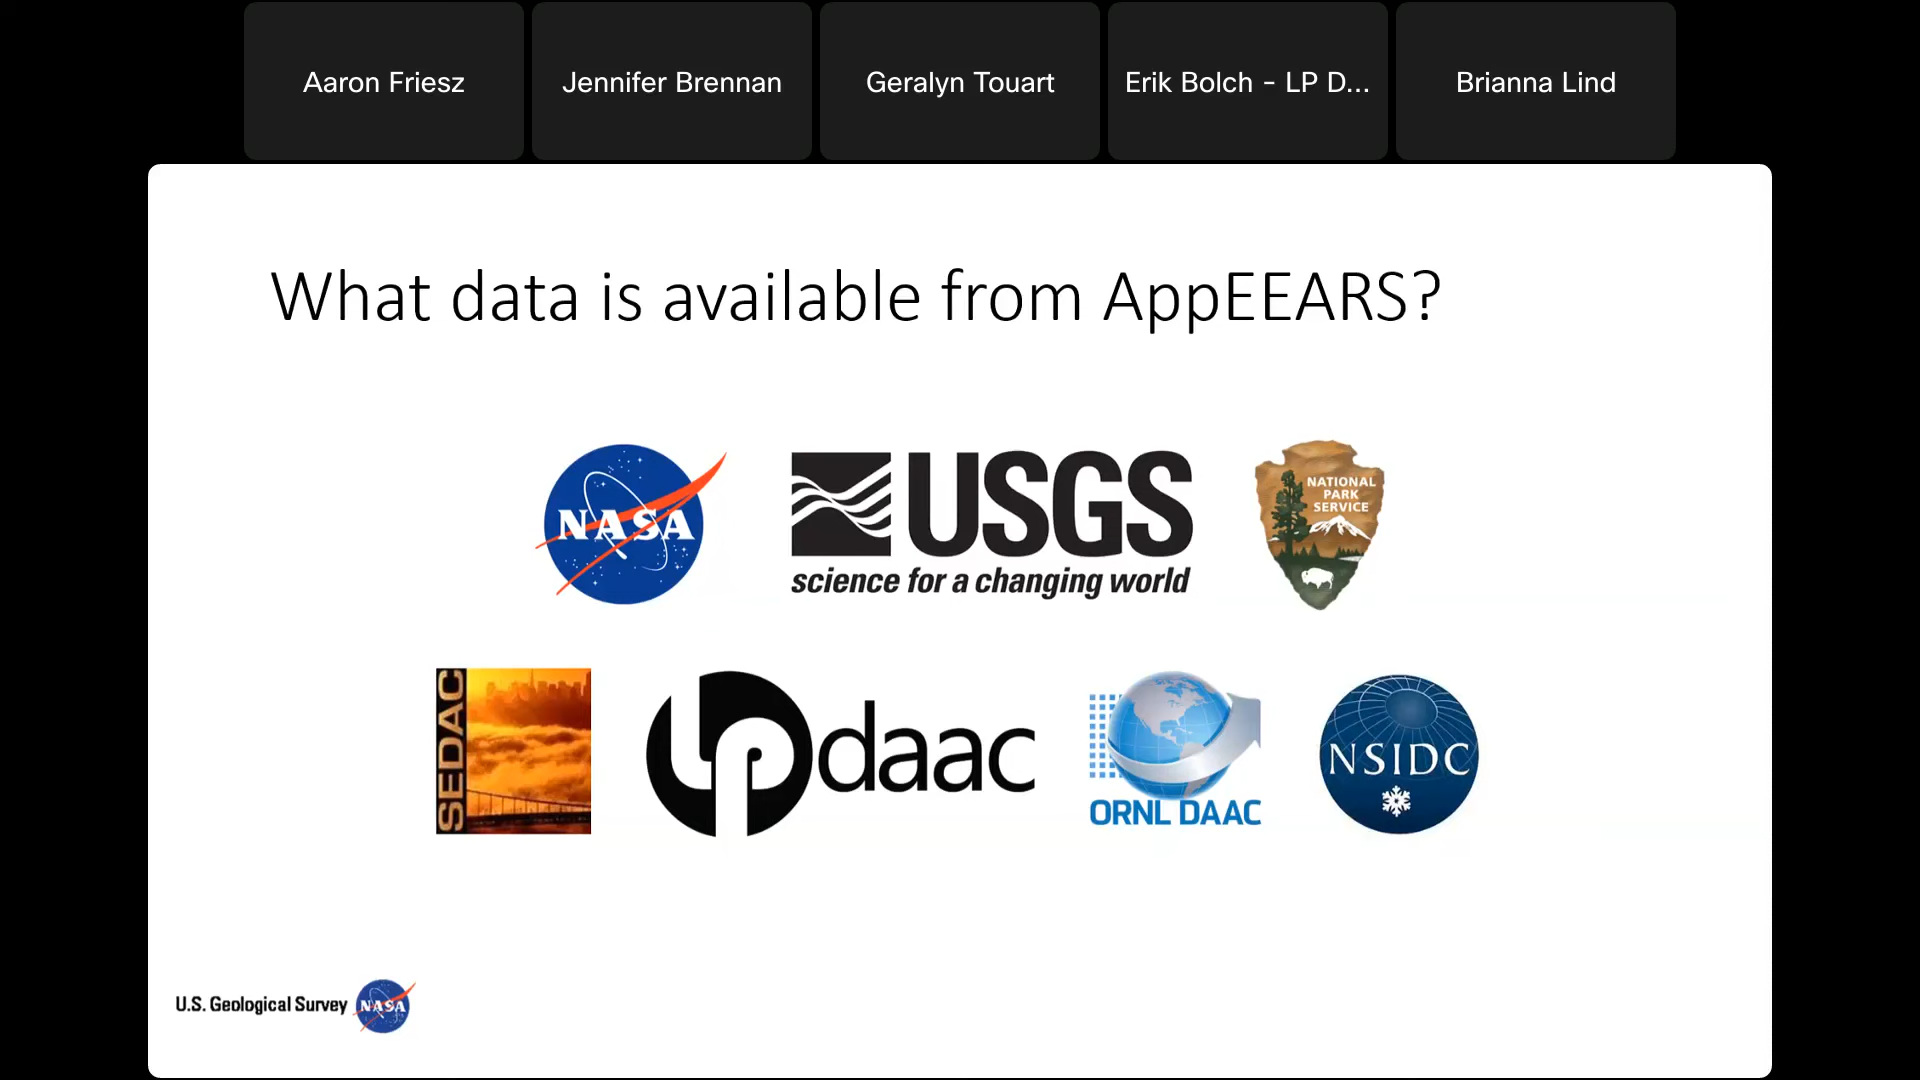 Aaron Friesz
Jennifer Brennan
Geralyn Touart
Erik Bolch - LP D...
Brianna Lind
What data is available from AppEEARS?
NASA
USGS
science for a changing world
NATIONAL
PARK
SERVICE
SEDAC
lp daac
ORNL DAAC
NSIDC
U.S. Geological Survey
NASA